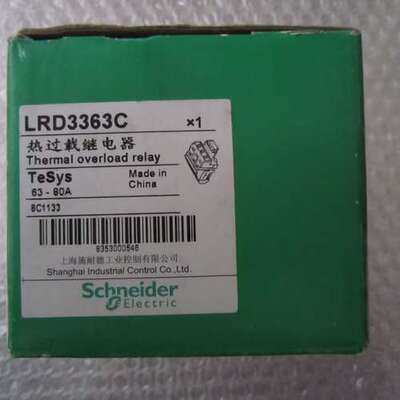 LRD3363C ×1
热过载继电器
Thermal overload relay
TeSys Made in
63 - 80A China
8C1133
9353000546
上海施耐德工业控制有限公司
Shanghai Industrial Control Co.,Ltd.
Schneider
Electric